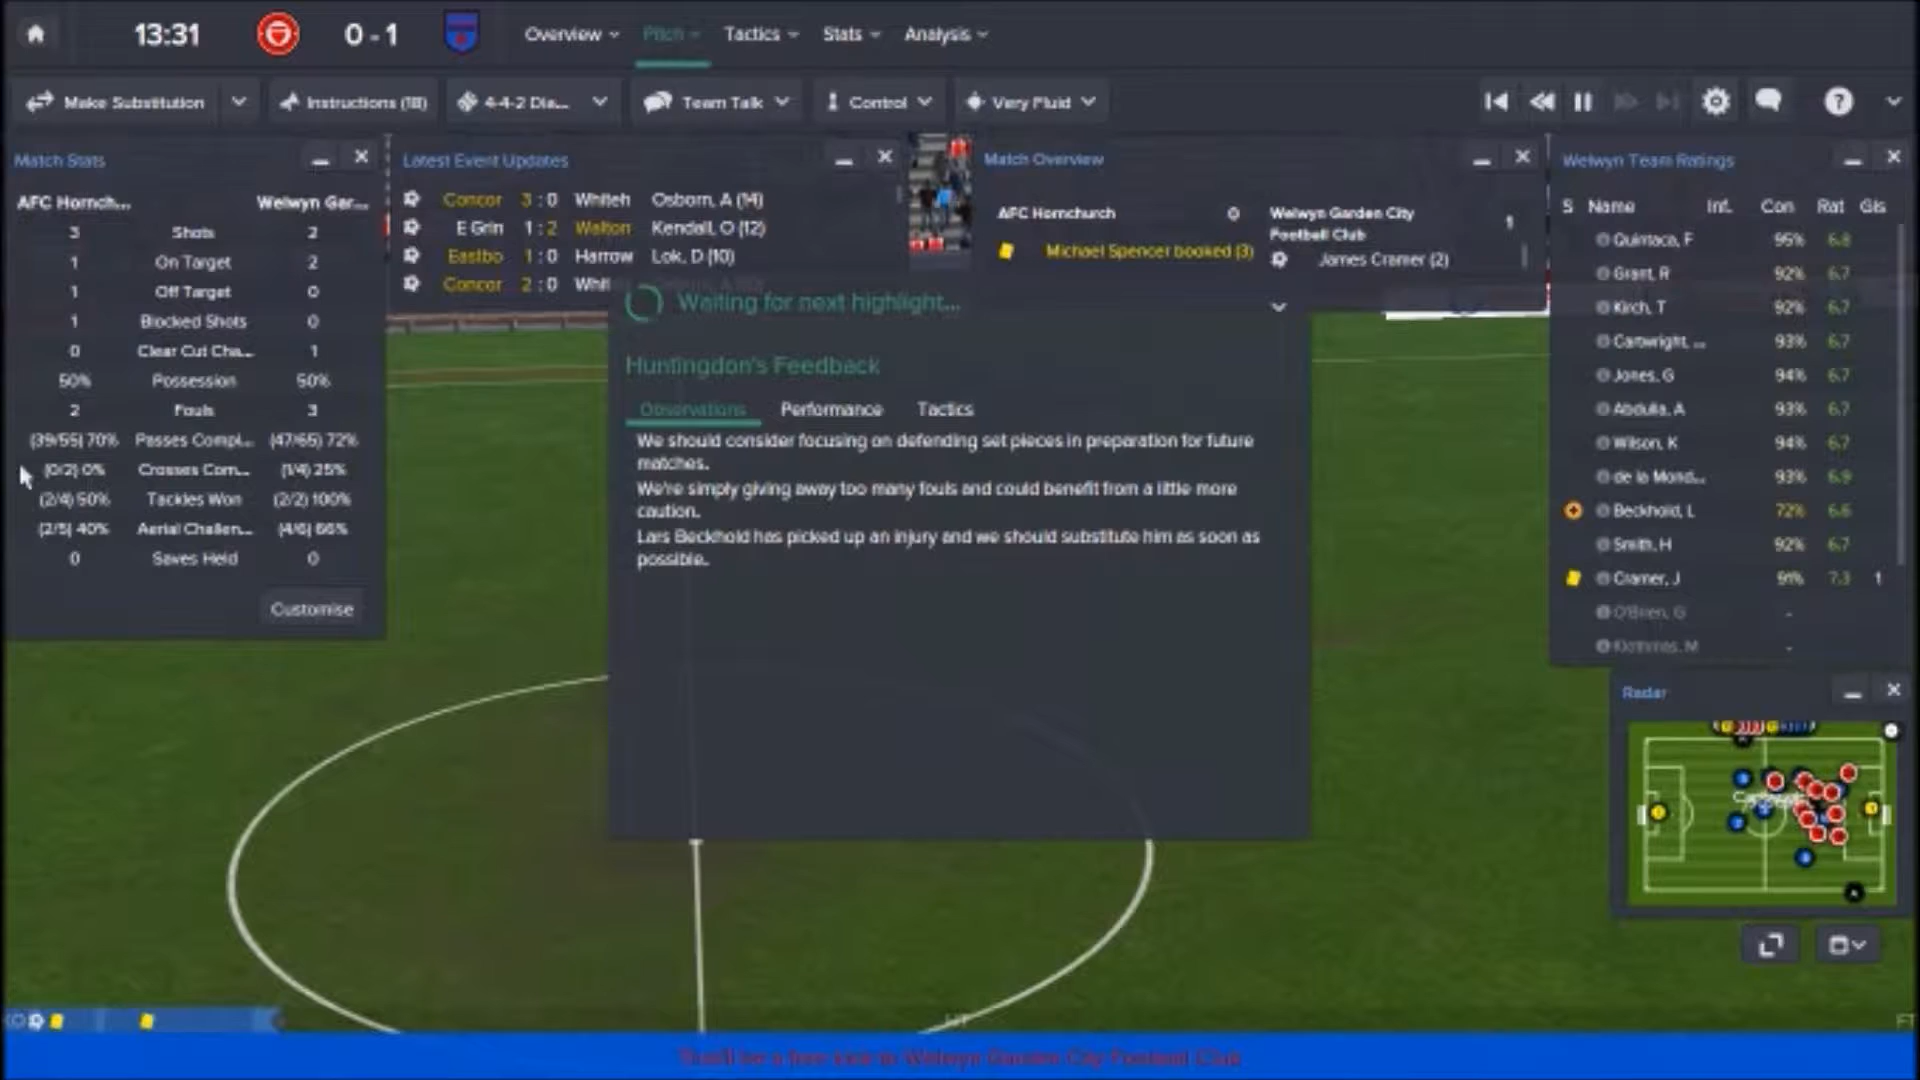 13:31
0 - 1
Overview
Pitch
Tactics
Stats
Analysis
Make Substitution
Instructions (18)
4-4-2 Dia...
Team Talk
Control
Very Fluid
?
Match Stats
AFC Hornch... Welwyn Gar...
3 Shots 2
1 On Target 2
1 Off Target 0
1 Blocked Shots 0
0 Clear Cut Cha... 1
50% Possession 50%
2 Fouls 3
(39/55) 70% Passes Compl... (47/65) 72%
(0/2) 0% Crosses Com... (1/4) 25%
(2/4) 50% Tackles Won (2/2) 100%
(2/5) 40% Aerial Challen... (4/6) 66%
0 Saves Held 0
Customise
Latest Event Updates
Concor 3 : 0 Whiteh Osborn, A (14)
E Grin 1 : 2 Walton Kendall, O (12)
Eastbo 1 : 0 Harrow Lok, D (10)
Concor 2 : 0 Whit
Match Overview
AFC Hornchurch 0
Michael Spencer booked (3)
Welwyn Garden City
Football Club 1
James Cramer (2)
Waiting for next highlight...
Huntingdon's Feedback
Observations Performance Tactics
We should consider focusing on defending set pieces in preparation for future
matches.
We're simply giving away too many fouls and could benefit from a little more
caution.
Lars Beckhold has picked up an injury and we should substitute him as soon as
possible.
Welwyn Team Ratings
S Name Inf. Con Rat Gls
Quintaca, F 95% 6.8
Grant, R 92% 6.7
Kirch, T 92% 6.7
Cartwright, ... 93% 6.7
Jones, G 94% 6.7
Abdulla, A 93% 6.7
Wilson, K 94% 6.7
de la Mond... 93% 6.9
Beckhold, L 72% 6.6
Smith, H 92% 6.7
Cramer, J 91% 7.3 1
O'Brien, G -
M -
Radar
HT
FT
be a free kick to Welwyn Garden City Football Club